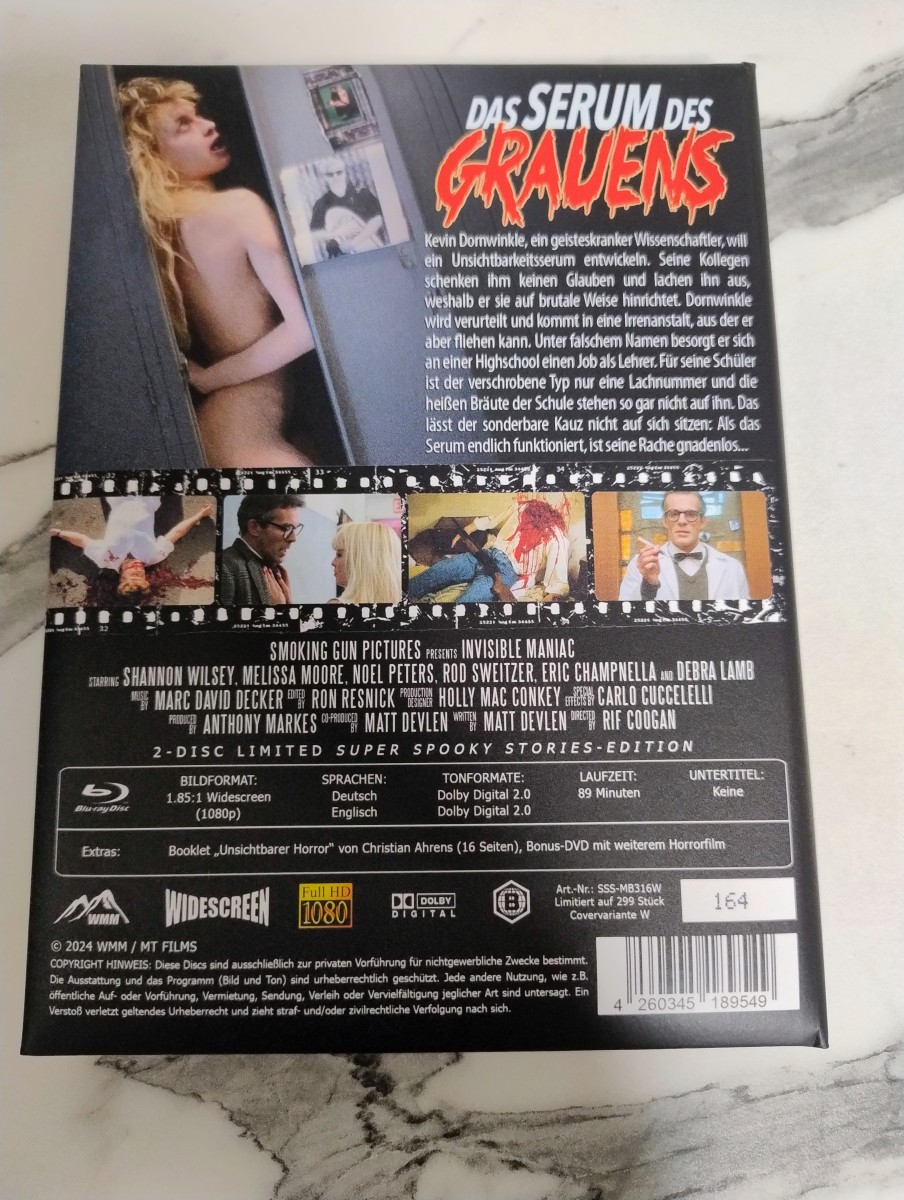 DAS SERUM DES
GRAUENS
Kevin Dornwinkle, ein geisteskranker Wissenschaftler, will
ein Unsichtbarkeitsserum entwickeln. Seine Kollegen
schenken ihm keinen Glauben und lachen ihn aus,
weshalb er sie auf brutale Weise hinrichtet. Dornwinkle
wird verurteilt und kommt in eine Irrenanstalt, aus der er
aber fliehen kann. Unter falschem Namen besorgt er sich
an einer Highschool einen Job als Lehrer. Für seine Schüler
ist der verschrobene Typ nur eine Lachnummer und die
heißen Bräute der Schule stehen so gar nicht auf ihn. Das
lässt der sonderbare Kauz nicht auf sich sitzen: Als das
Serum endlich funktioniert, ist seine Rache gnadenlos...
SMOKING GUN PICTURES PRESENTS INVISIBLE MANIAC
STARRING SHANNON WILSEY, MELISSA MOORE, NOEL PETERS, ROD SWEITZER, ERIC CHAMPNELLA AND DEBRA LAMB
MUSIC BY MARC DAVID DECKER EDITED BY RON RESNICK PRODUCTION DESIGNER HOLLY MAC CONKEY SPECIAL EFFECTS BY CARLO CUCCELELLI
PRODUCED BY ANTHONY MARKES CO-PRODUCED BY MATT DEVLEN WRITTEN BY MATT DEVLEN DIRECTED BY RIF COOGAN
2-DISC LIMITED SUPER SPOOKY STORIES-EDITION
Blu-ray Disc
BILDFORMAT: SPRACHEN: TONFORMATE: LAUFZEIT: UNTERTITEL:
1.85:1 Widescreen Deutsch Dolby Digital 2.0 89 Minuten Keine
(1080p) Englisch Dolby Digital 2.0
Extras: Booklet „Unsichtbarer Horror" von Christian Ahrens (16 Seiten), Bonus-DVD mit weiterem Horrorfilm
WMM
WIDESCREEN
Full HD
1080
DOLBY
DIGITAL
B
Art.-Nr.: SSS-MB316W
Limitiert auf 299 Stück
Covervariante W
164
© 2024 WMM / MT FILMS
COPYRIGHT HINWEIS: Diese Discs sind ausschließlich zur privaten Vorführung für nichtgewerbliche Zwecke bestimmt.
Die Ausstattung und das Programm (Bild und Ton) sind urheberrechtlich geschützt. Jede andere Nutzung, wie z.B.
öffentliche Auf- oder Vorführung, Vermietung, Sendung, Verleih oder Vervielfältigung jeglicher Art sind untersagt. Ein
Verstoß verletzt geltendes Urheberrecht und zieht straf- und/oder zivilrechtliche Verfolgung nach sich.
4 260345 189549